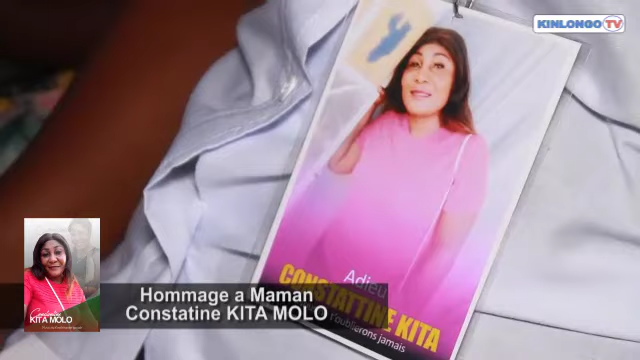 KINLONGO TV
Adieu
CONSTATTINE KITA
t'oublierons jamais
Hommage a Maman
Constatine KITA MOLO
KITA MOLO